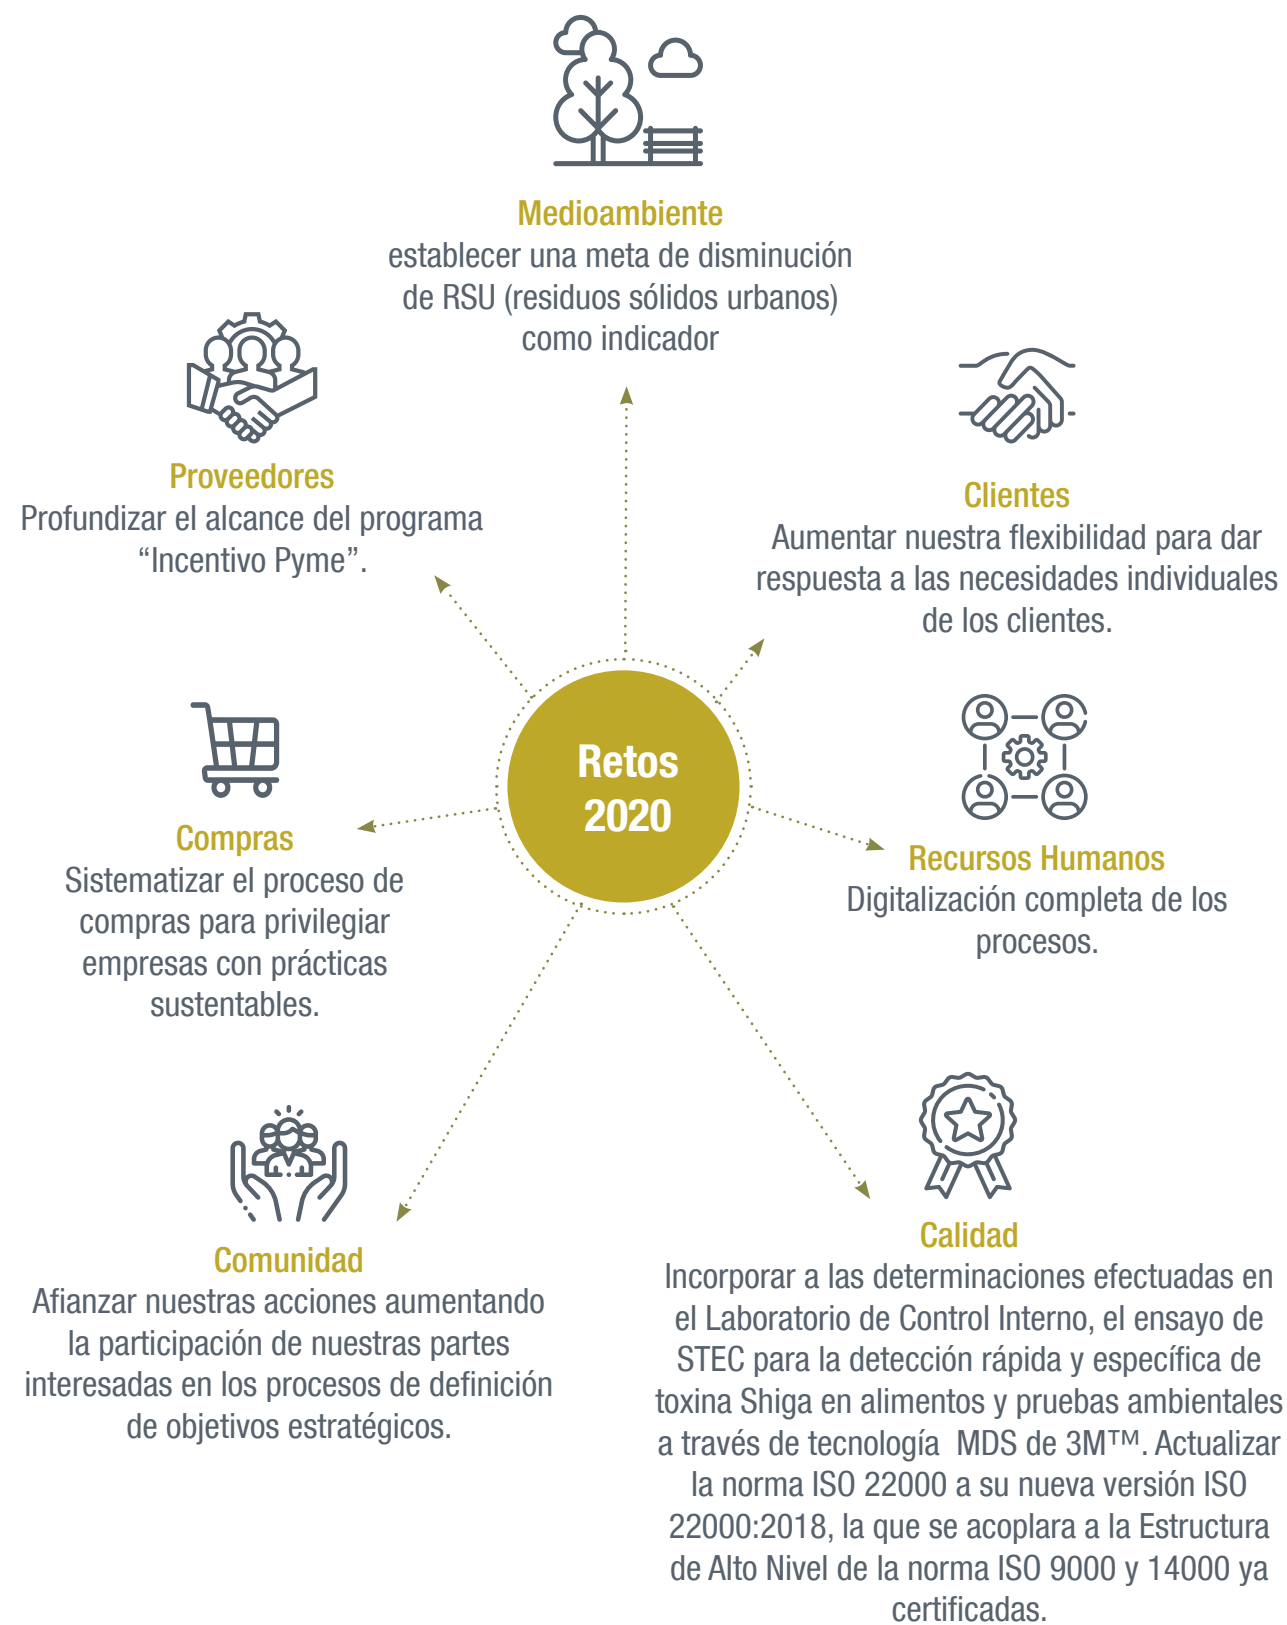 Medioambiente
establecer una meta de disminución
de RSU (residuos sólidos urbanos)
como indicador
Proveedores
Profundizar el alcance del programa
“Incentivo Pyme”.
Clientes
Aumentar nuestra flexibilidad para dar
respuesta a las necesidades individuales
de los clientes.
Retos
2020
Compras
Sistematizar el proceso de
compras para privilegiar
empresas con prácticas
sustentables.
Recursos Humanos
Digitalización completa de los
procesos.
Comunidad
Afianzar nuestras acciones aumentando
la participación de nuestras partes
interesadas en los procesos de definición
de objetivos estratégicos.
Calidad
Incorporar a las determinaciones efectuadas en
el Laboratorio de Control Interno, el ensayo de
STEC para la detección rápida y específica de
toxina Shiga en alimentos y pruebas ambientales
a través de tecnología  MDS de 3M™. Actualizar
la norma ISO 22000 a su nueva versión ISO
22000:2018, la que se acoplara a la Estructura
de Alto Nivel de la norma ISO 9000 y 14000 ya
certificadas.